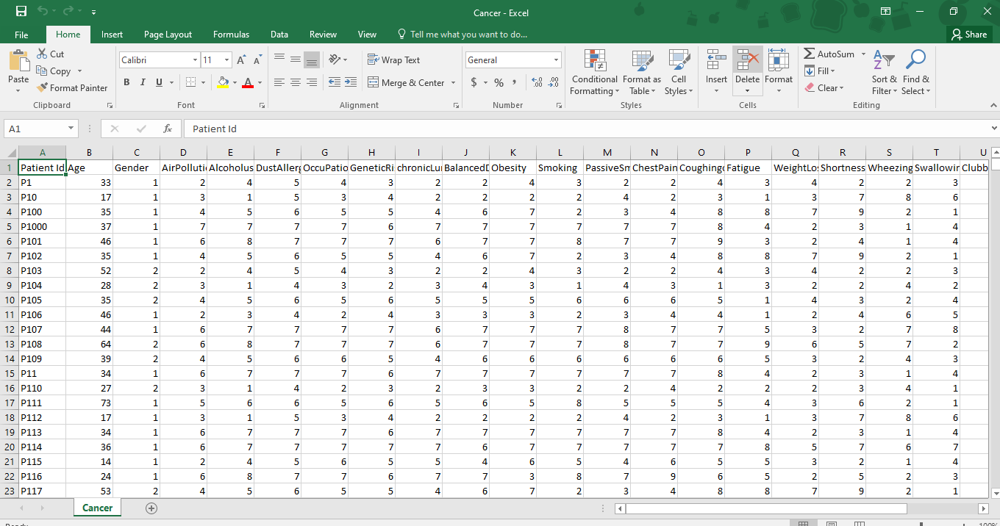 Cancer - Excel
File Home Insert Page Layout Formulas Data Review View Tell me what you want to do... Share
Cut
Copy
Format Painter
Paste
Clipboard
Calibri 11
B I U
Font
Wrap Text
Merge & Center
Alignment
General
$ % ,
Number
Conditional Formatting
Format as Table
Cell Styles
Styles
Insert Delete Format
Cells
AutoSum
Fill
Clear
Sort & Filter
Find & Select
Editing
A1 fx Patient Id
A B C D E F G H I J K L M N O P Q R S T U
1 Patient Id Age Gender AirPolluti Alcoholus DustAllerg OccuPatio GeneticRi chronicLu BalancedD Obesity Smoking PassiveSm ChestPain Coughingo Fatigue WeightLos Shortness Wheezing Swallowin Clubb
2 P1 33 1 2 4 5 4 3 2 2 4 3 2 2 4 3 4 2 2 3
3 P10 17 1 3 1 5 3 4 2 2 2 2 4 2 3 1 3 7 8 6
4 P100 35 1 4 5 6 5 5 4 6 7 2 3 4 8 8 7 9 2 1
5 P1000 37 1 7 7 7 7 6 7 7 7 7 7 7 8 4 2 3 1 4
6 P101 46 1 6 8 7 7 7 6 7 7 8 7 7 9 3 2 4 1 4
7 P102 35 1 4 5 6 5 5 4 6 7 2 3 4 8 8 7 9 2 1
8 P103 52 2 2 4 5 4 3 2 2 4 3 2 2 4 3 4 2 2 3
9 P104 28 2 3 1 4 3 2 3 4 3 1 4 3 1 3 2 2 4 2
10 P105 35 2 4 5 6 5 6 5 5 5 6 6 6 5 1 4 3 2 4
11 P106 46 1 2 3 4 2 4 3 3 3 2 3 4 4 1 2 4 6 5
12 P107 44 1 6 7 7 7 7 6 7 7 7 8 7 7 5 3 2 7 8
13 P108 64 2 6 8 7 7 7 6 7 7 7 8 7 7 9 6 5 7 2
14 P109 39 2 4 5 6 6 5 4 6 6 6 6 6 6 5 3 2 4 3
15 P11 34 1 6 7 7 7 6 7 7 7 7 7 7 8 4 2 3 1 4
16 P110 27 2 3 1 4 2 3 2 3 3 2 2 4 2 2 2 3 4 1
17 P111 73 1 5 6 6 5 6 5 6 5 8 5 5 5 4 3 6 2 1
18 P112 17 1 3 1 5 3 4 2 2 2 2 4 2 3 1 3 7 8 6
19 P113 34 1 6 7 7 7 6 7 7 7 7 7 7 8 4 2 3 1 4
20 P114 36 1 6 7 7 7 7 7 6 7 7 7 7 7 8 5 7 6 7
21 P115 14 1 2 4 5 6 5 5 4 6 5 4 6 5 5 3 2 1 4
22 P116 24 1 6 8 7 7 6 7 7 3 8 7 9 6 5 2 5 2 3
23 P117 53 2 4 5 6 5 5 4 6 7 2 3 4 8 8 7 9 2 1
Cancer